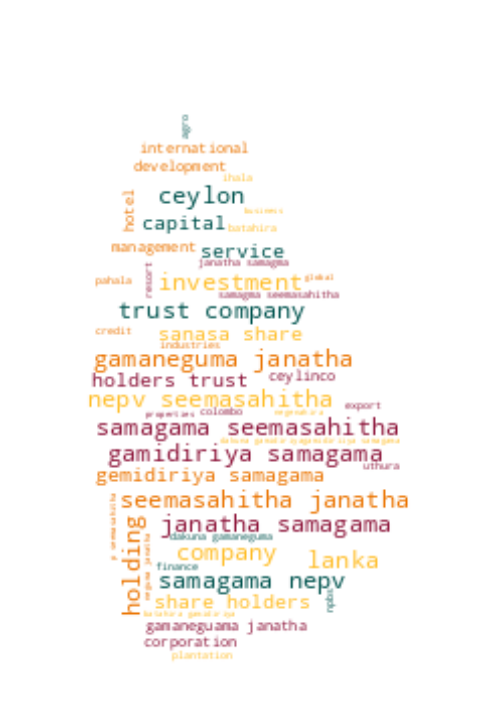 agro
international
development
ihala
hotel
ceylon
business
capital
batahira
management
service
janatha samagma
pahala
resort
investment
global
samagma seemasahitha
trust company
credit
sanasa share
industries
gamaneguma janatha
holders trust
ceylinco
nepv seemasahitha
export
properties
colombo
samagama seemasahitha
gamidiriya samagama
uthura
gemidiriya samagama
seemasahitha janatha
holding
janatha samagama
dakuna gamaneguma
company
lanka
finance
samagama nepv
npbs
share holders
gamaneguama janatha
corporation
plantation